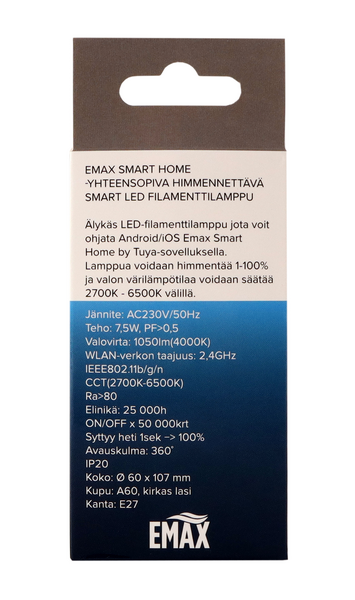 EMAX SMART HOME
-YHTEENSOPIVA HIMMENNETTÄVÄ
SMART LED FILAMENTTILAMPPU
Älykäs LED-filamenttilamppu jota voit
ohjata Android/iOS Emax Smart
Home by Tuya-sovelluksella.
Lamppua voidaan himmentää 1-100%
ja valon värilämpötilaa voidaan säätää
2700K - 6500K välillä.
Jännite: AC230V/50Hz
Teho: 7,5W, PF>0,5
Valovirta: 1050lm(4000K)
WLAN-verkon taajuus: 2,4GHz
IEEE802.11b/g/n
CCT(2700K-6500K)
Ra>80
Elinikä: 25 000h
ON/OFF x 50 000krt
Syttyy heti 1sek -> 100%
Avauskulma: 360°
IP20
Koko: Ø 60 x 107 mm
Kupu: A60, kirkas lasi
Kanta: E27
EMAX